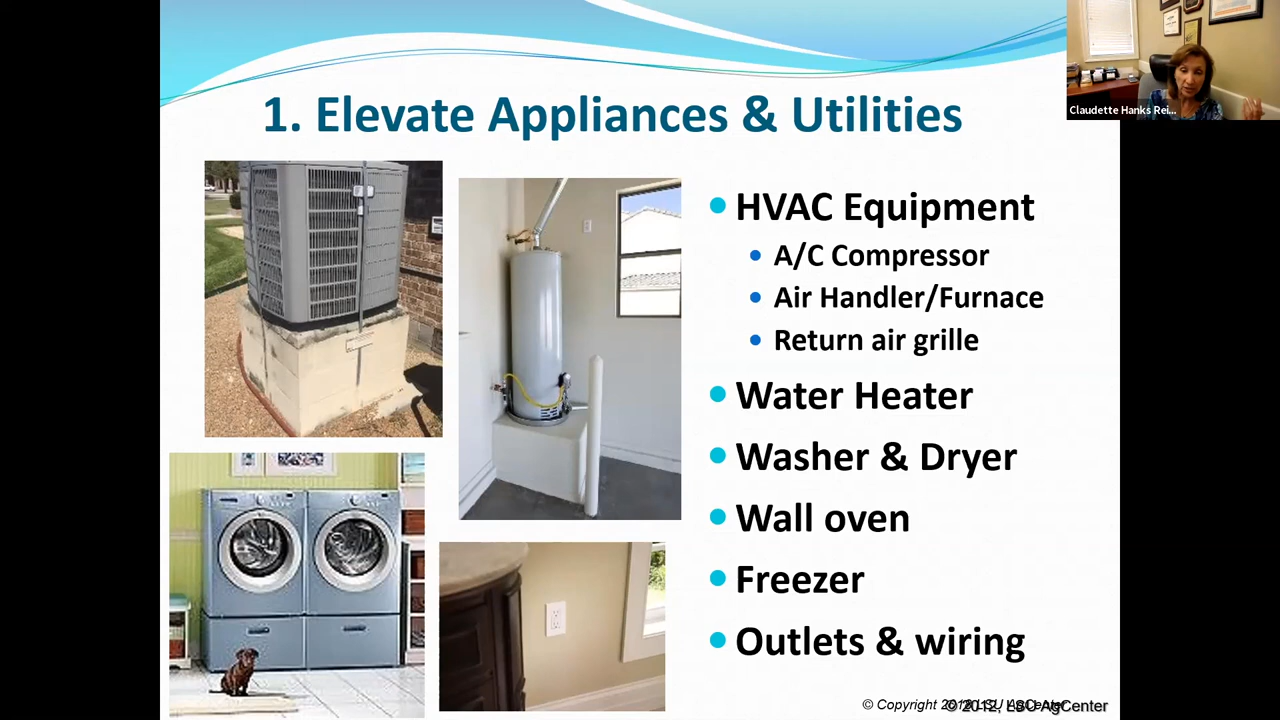 1. Elevate Appliances & Utilities
Claudette Hanks Rei...
• HVAC Equipment
• A/C Compressor
• Air Handler/Furnace
• Return air grille
• Water Heater
• Washer & Dryer
• Wall oven
• Freezer
• Outlets & wiring
© Copyright
© 2012, LSU AgCenter